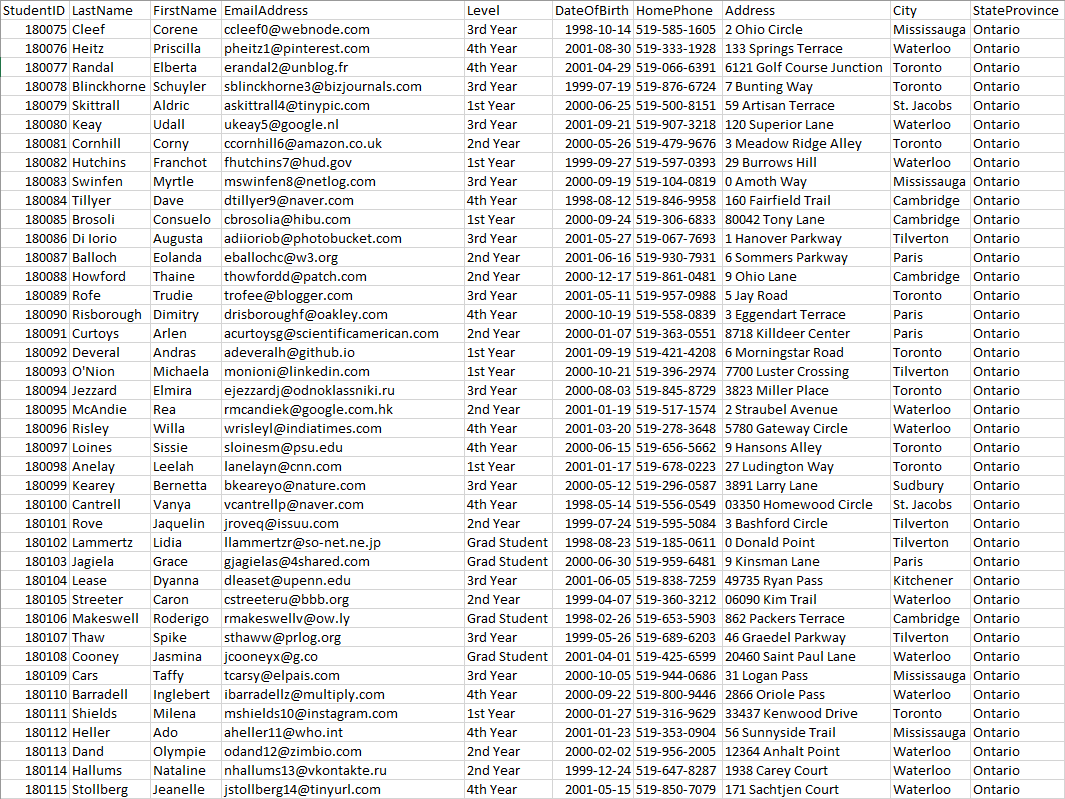 StudentID LastName FirstName EmailAddress Level DateOfBirth HomePhone Address City StateProvince
180075 Cleef Corene ccleef0@webnode.com 3rd Year 1998-10-14 519-585-1605 2 Ohio Circle Mississauga Ontario
180076 Heitz Priscilla pheitz1@pinterest.com 4th Year 2001-08-30 519-333-1928 133 Springs Terrace Waterloo Ontario
180077 Randal Elberta erandal2@unblog.fr 4th Year 2001-04-29 519-066-6391 6121 Golf Course Junction Toronto Ontario
180078 Blinckhorne Schuyler sblinckhorne3@bizjournals.com 3rd Year 1999-07-19 519-876-6724 7 Bunting Way Toronto Ontario
180079 Skittrall Aldric askittrall4@tinypic.com 1st Year 2000-06-25 519-500-8151 59 Artisan Terrace St. Jacobs Ontario
180080 Keay Udall ukeay5@google.nl 3rd Year 2001-09-21 519-907-3218 120 Superior Lane Waterloo Ontario
180081 Cornhill Corny ccornhill6@amazon.co.uk 2nd Year 2000-05-26 519-479-9676 3 Meadow Ridge Alley Toronto Ontario
180082 Hutchins Franchot fhutchins7@hud.gov 1st Year 1999-09-27 519-597-0393 29 Burrows Hill Waterloo Ontario
180083 Swinfen Myrtle mswinfen8@netlog.com 3rd Year 2000-09-19 519-104-0819 0 Amoth Way Mississauga Ontario
180084 Tillyer Dave dtillyer9@naver.com 4th Year 1998-08-12 519-846-9958 160 Fairfield Trail Cambridge Ontario
180085 Brosoli Consuelo cbrosolia@hibu.com 1st Year 2000-09-24 519-306-6833 80042 Tony Lane Cambridge Ontario
180086 Di Iorio Augusta adiioriob@photobucket.com 3rd Year 2001-05-27 519-067-7693 1 Hanover Parkway Tilverton Ontario
180087 Balloch Eolanda eballochc@w3.org 2nd Year 2001-06-16 519-930-7931 6 Sommers Parkway Paris Ontario
180088 Howford Thaine thowfordd@patch.com 2nd Year 2000-12-17 519-861-0481 9 Ohio Lane Cambridge Ontario
180089 Rofe Trudie trofee@blogger.com 3rd Year 2001-05-11 519-957-0988 5 Jay Road Toronto Ontario
180090 Risborough Dimitry drisboroughf@oakley.com 4th Year 2000-10-19 519-558-0839 3 Eggendart Terrace Paris Ontario
180091 Curtoys Arlen acurtoysg@scientificamerican.com 2nd Year 2000-01-07 519-363-0551 8718 Killdeer Center Paris Ontario
180092 Deveral Andras adeveralh@github.io 1st Year 2001-09-19 519-421-4208 6 Morningstar Road Toronto Ontario
180093 O'Nion Michaela monioni@linkedin.com 1st Year 2000-10-21 519-396-2974 7700 Luster Crossing Tilverton Ontario
180094 Jezzard Elmira ejezzardj@odnoklassniki.ru 3rd Year 2000-08-03 519-845-8729 3823 Miller Place Toronto Ontario
180095 McAndie Rea rmcandiek@google.com.hk 2nd Year 2001-01-19 519-517-1574 2 Straubel Avenue Waterloo Ontario
180096 Risley Willa wrisleyl@indiatimes.com 4th Year 2001-03-20 519-278-3648 5780 Gateway Circle Waterloo Ontario
180097 Loines Sissie sloinesm@psu.edu 4th Year 2000-06-15 519-656-5662 9 Hansons Alley Toronto Ontario
180098 Anelay Leelah lanelayn@cnn.com 1st Year 2001-01-17 519-678-0223 27 Ludington Way Toronto Ontario
180099 Kearey Bernetta bkeareyo@nature.com 3rd Year 2000-05-12 519-296-0587 3891 Larry Lane Sudbury Ontario
180100 Cantrell Vanya vcantrellp@naver.com 4th Year 1998-05-14 519-556-0549 03350 Homewood Circle St. Jacobs Ontario
180101 Rove Jaquelin jroveq@issuu.com 2nd Year 1999-07-24 519-595-5084 3 Bashford Circle Tilverton Ontario
180102 Lammertz Lidia llammertzr@so-net.ne.jp Grad Student 1998-08-23 519-185-0611 0 Donald Point Tilverton Ontario
180103 Jagiela Grace gjagielas@4shared.com Grad Student 2000-06-30 519-959-6481 9 Kinsman Lane Paris Ontario
180104 Lease Dyanna dleaset@upenn.edu 3rd Year 2001-06-05 519-838-7259 49735 Ryan Pass Kitchener Ontario
180105 Streeter Caron cstreeteru@bbb.org 2nd Year 1999-04-07 519-360-3212 06090 Kim Trail Waterloo Ontario
180106 Makeswell Roderigo rmakeswellv@ow.ly Grad Student 1998-02-26 519-653-5903 862 Packers Terrace Cambridge Ontario
180107 Thaw Spike sthaww@prlog.org 3rd Year 1999-05-26 519-689-6203 46 Graedel Parkway Tilverton Ontario
180108 Cooney Jasmina jcooneyx@g.co Grad Student 2001-04-01 519-425-6599 20460 Saint Paul Lane Waterloo Ontario
180109 Cars Taffy tcarsy@elpais.com 3rd Year 2000-10-05 519-944-0686 31 Logan Pass Mississauga Ontario
180110 Barradell Inglebert ibarradellz@multiply.com 4th Year 2000-09-22 519-800-9446 2866 Oriole Pass Waterloo Ontario
180111 Shields Milena mshields10@instagram.com 1st Year 2000-01-27 519-316-9629 33437 Kenwood Drive Toronto Ontario
180112 Heller Ado aheller11@who.int 4th Year 2001-01-23 519-353-0904 56 Sunnyside Trail Mississauga Ontario
180113 Dand Olympie odand12@zimbio.com 2nd Year 2000-02-02 519-956-2005 12364 Anhalt Point Waterloo Ontario
180114 Hallums Nataline nhallums13@vkontakte.ru 2nd Year 1999-12-24 519-647-8287 1938 Carey Court Waterloo Ontario
180115 Stollberg Jeanelle jstollberg14@tinyurl.com 4th Year 2001-05-15 519-850-7079 171 Sachtjen Court Waterloo Ontario